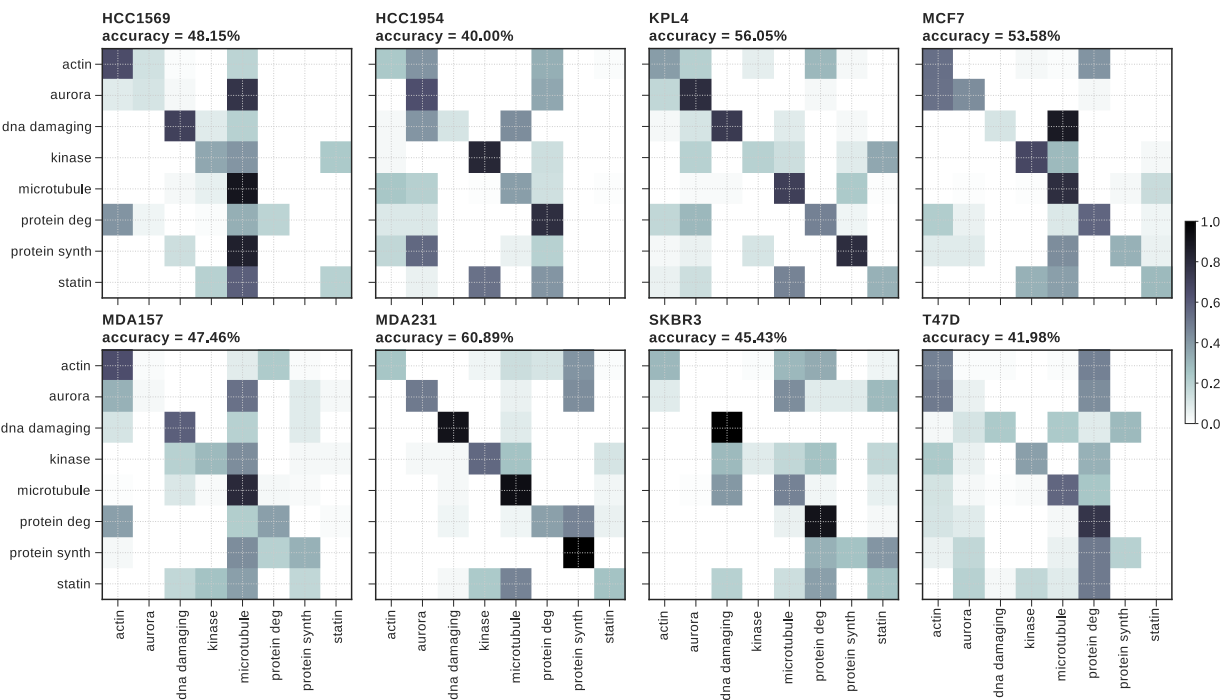 HCC1569
accuracy = 48.15%
HCC1954
accuracy = 40.00%
KPL4
accuracy = 56.05%
MCF7
accuracy = 53.58%
actin
aurora
dna damaging
kinase
microtubule
protein deg
protein synth
statin
1.0
0.8
0.6
0.4
0.2
0.0
MDA157
accuracy = 47.46%
MDA231
accuracy = 60.89%
SKBR3
accuracy = 45.43%
T47D
accuracy = 41.98%
actin
aurora
dna damaging
kinase
microtubule
protein deg
protein synth
statin
actin
aurora
dna damaging
kinase
microtubule
protein deg
protein synth
statin
actin
aurora
dna damaging
kinase
microtubule
protein deg
protein synth
statin
actin
aurora
dna damaging
kinase
microtubule
protein deg
protein synth
statin
actin
aurora
dna damaging
kinase
microtubule
protein deg
protein synth
statin